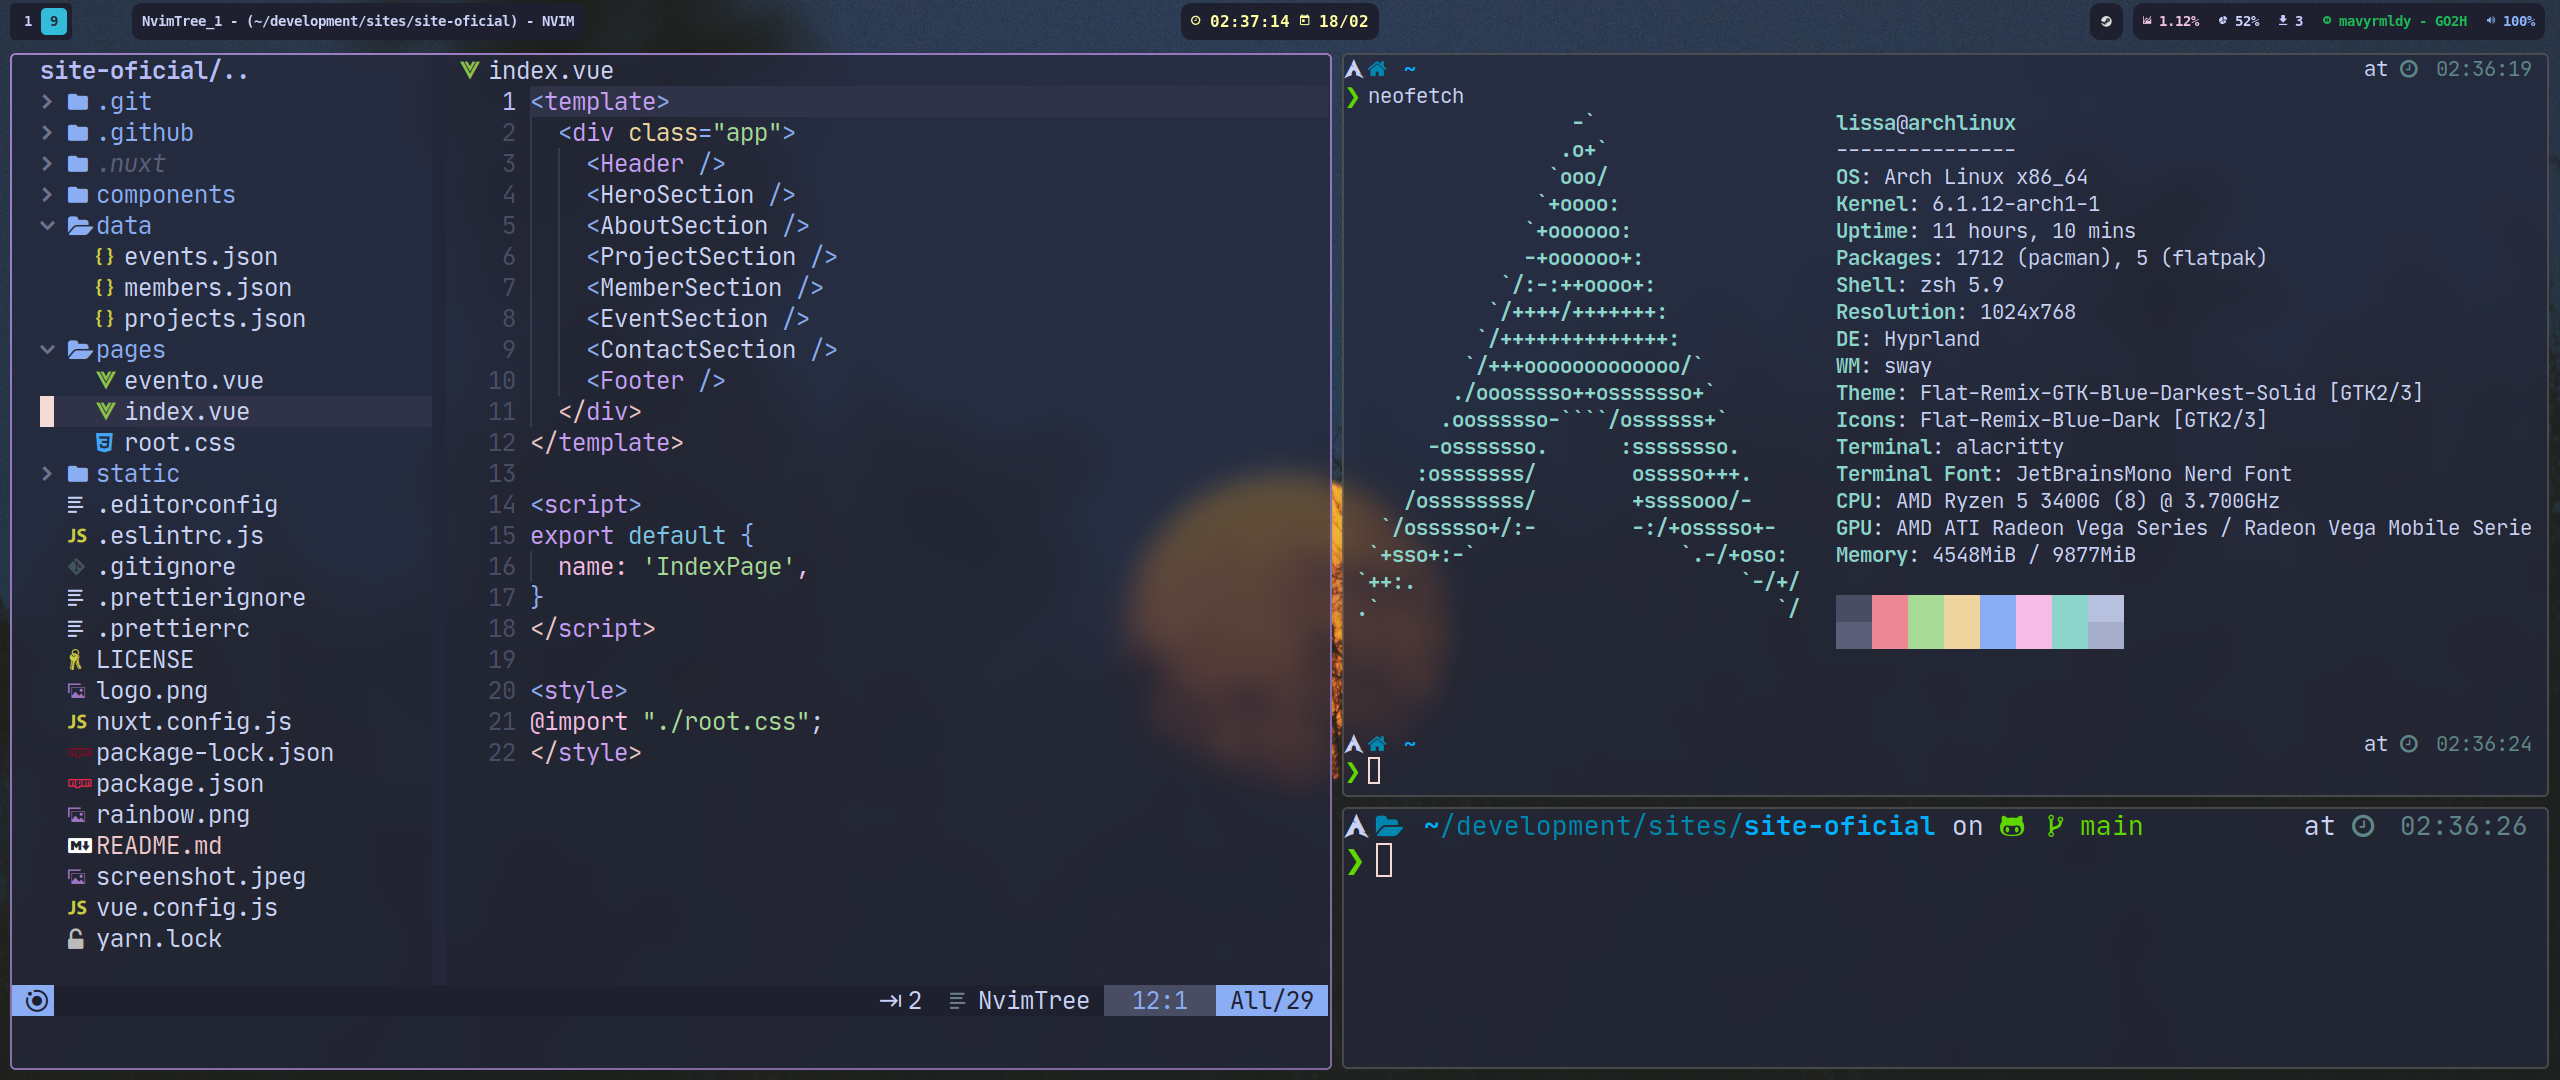 1 9
NvimTree_1 - (~/development/sites/site-oficial) - NVIM
02:37:14 18/02
1.12% 52% 3 mavyrmldy - GO2H 100%
site-oficial/..
.git
.github
.nuxt
components
data
events.json
members.json
projects.json
pages
evento.vue
index.vue
root.css
static
.editorconfig
JS .eslintrc.js
.gitignore
.prettierignore
.prettierrc
LICENSE
logo.png
JS nuxt.config.js
package-lock.json
package.json
rainbow.png
README.md
screenshot.jpeg
JS vue.config.js
yarn.lock
index.vue
1 <template>
2 <div class="app">
3 <Header />
4 <HeroSection />
5 <AboutSection />
6 <ProjectSection />
7 <MemberSection />
8 <EventSection />
9 <ContactSection />
10 <Footer />
11 </div>
12 </template>
13
14 <script>
15 export default {
16 name: 'IndexPage',
17 }
18 </script>
19
20 <style>
21 @import "./root.css";
22 </style>
2 NvimTree 12:1 All/29
~ at 02:36:19
❯ neofetch
-`
.o+`
`ooo/
`+oooo:
`+oooooo:
-+oooooo+:
`/:-:++oooo+:
`/++++/+++++++:
`/++++++++++++++:
`/+++ooooooooooooo/`
./ooosssso++osssssso+`
.oossssso-````/ossssss+`
-osssssso. :ssssssso.
:osssssss/ osssso+++.
/ossssssss/ +ssssooo/-
`/ossssso+/:- -:/+osssso+-
`+sso+:-` `.-/+oso:
`++:. `-/+/
.` `/
lissa@archlinux
---------------
OS: Arch Linux x86_64
Kernel: 6.1.12-arch1-1
Uptime: 11 hours, 10 mins
Packages: 1712 (pacman), 5 (flatpak)
Shell: zsh 5.9
Resolution: 1024x768
DE: Hyprland
WM: sway
Theme: Flat-Remix-GTK-Blue-Darkest-Solid [GTK2/3]
Icons: Flat-Remix-Blue-Dark [GTK2/3]
Terminal: alacritty
Terminal Font: JetBrainsMono Nerd Font
CPU: AMD Ryzen 5 3400G (8) @ 3.700GHz
GPU: AMD ATI Radeon Vega Series / Radeon Vega Mobile Serie
Memory: 4548MiB / 9877MiB
~ at 02:36:24
❯
~/development/sites/site-oficial on main at 02:36:26
❯